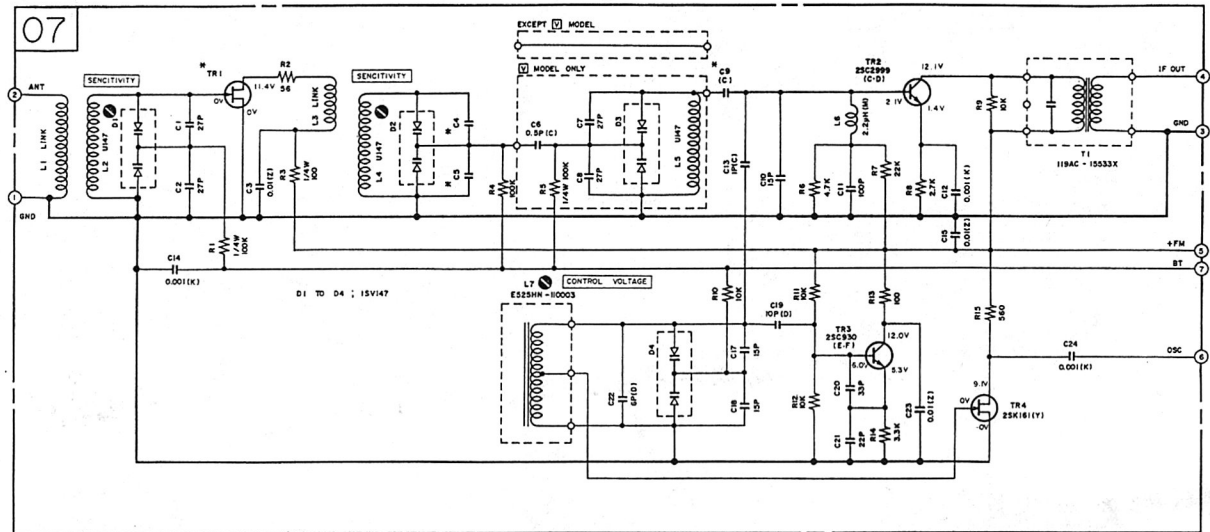 07
EXCEPT V MODEL
V MODEL ONLY
2
ANT
L1 LINK
1
GND
SENCITIVITY
L2 U147
D1
C1
27P
C2
27P
*
TR1
0V
11.4V
0V
R2
56
L3 LINK
C3
0.01(Z)
R3
1/4W
100
R1
1/4W
100K
C14
0.001(K)
D1 TO D4 ; 1SV147
SENCITIVITY
L4 U147
D2
* C4
* C5
R4
100K
C6
0.5P(C)
R5
1/4W 100K
C7
27P
C8
27P
D3
L5 U147
*
C9
(C)
C13
1P(C)
C10
15P
TR2
2SC2999
(C·D)
12.1V
2.1V
1.4V
L6
2.2μH(M)
R6
4.7K
C11
100P
R7
22K
R8
2.7K
C12
0.001(K)
C15
0.01(Z)
R9
10K
T1
119AC - 15533X
IF OUT
4
GND
3
+FM
5
BT
7
L7
E525HN-110003
CONTROL VOLTAGE
C22
6P(D)
D4
R10
10K
C17
15P
C18
15P
C19
10P(D)
R11
10K
R12
10K
TR3
2SC930
(E·F)
12.0V
6.0V
5.3V
R13
100
C20
33P
C21
22P
R14
3.3K
C23
0.01(Z)
R15
560
C24
0.001(K)
OSC
6
9.1V
0V
TR4
2SK161(Y)
0V